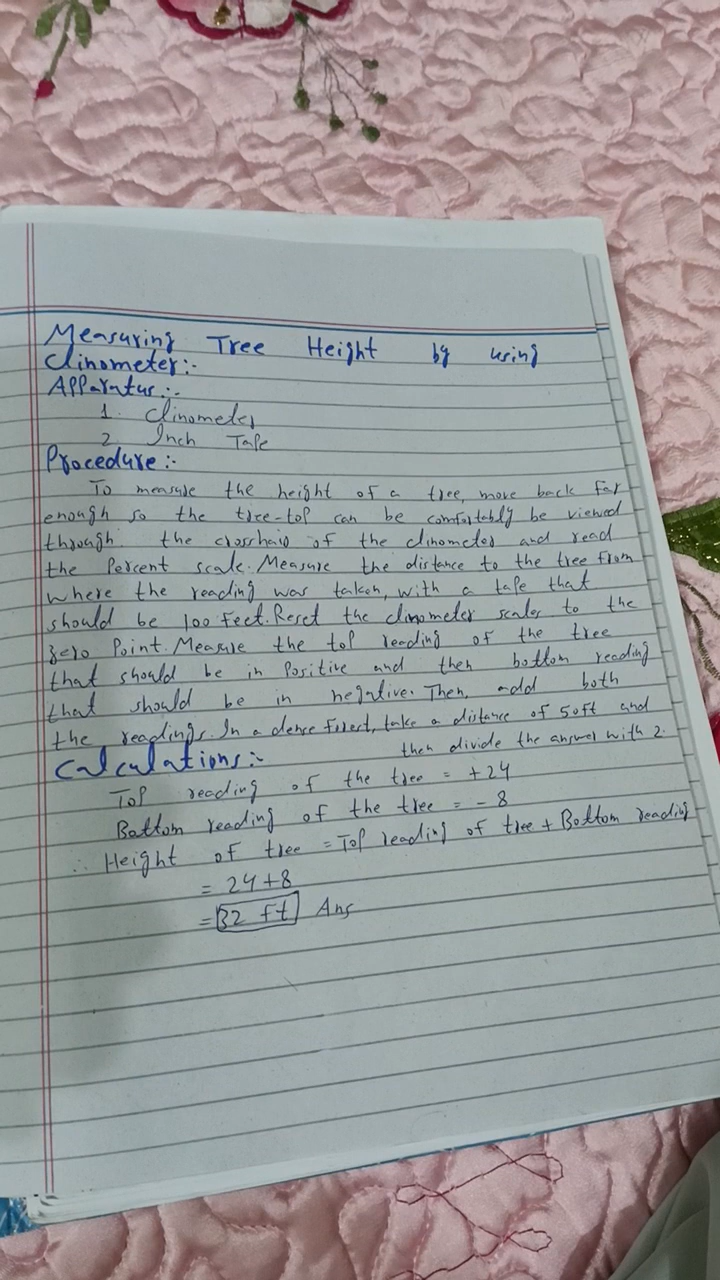 Measuring Tree Height by using
Clinometer:-
Apparatus:-
1. Clinometer
2. Inch Tape
Procedure:-
To measure the height of a tree, move back far
enough so the tree-top can be comfortably be viewed
through the crosshair of the clinometer and read
the Percent scale. Measure the distance to the tree from
where the reading was taken, with a tape that
should be 100 feet. Reset the clinometer scales to the
zero Point. Measure the top reading of the tree
that should be in Positive and then bottom reading
that should be in negative. Then, add both
the readings. In a dence forest, take a distance of 50ft and
then divide the answer with 2.
Calculations:-
Top reading of the tree = +24
Bottom reading of the tree = -8
∴ Height of tree = Top reading of tree + Bottom reading
= 24+8
= 32 ft Ans